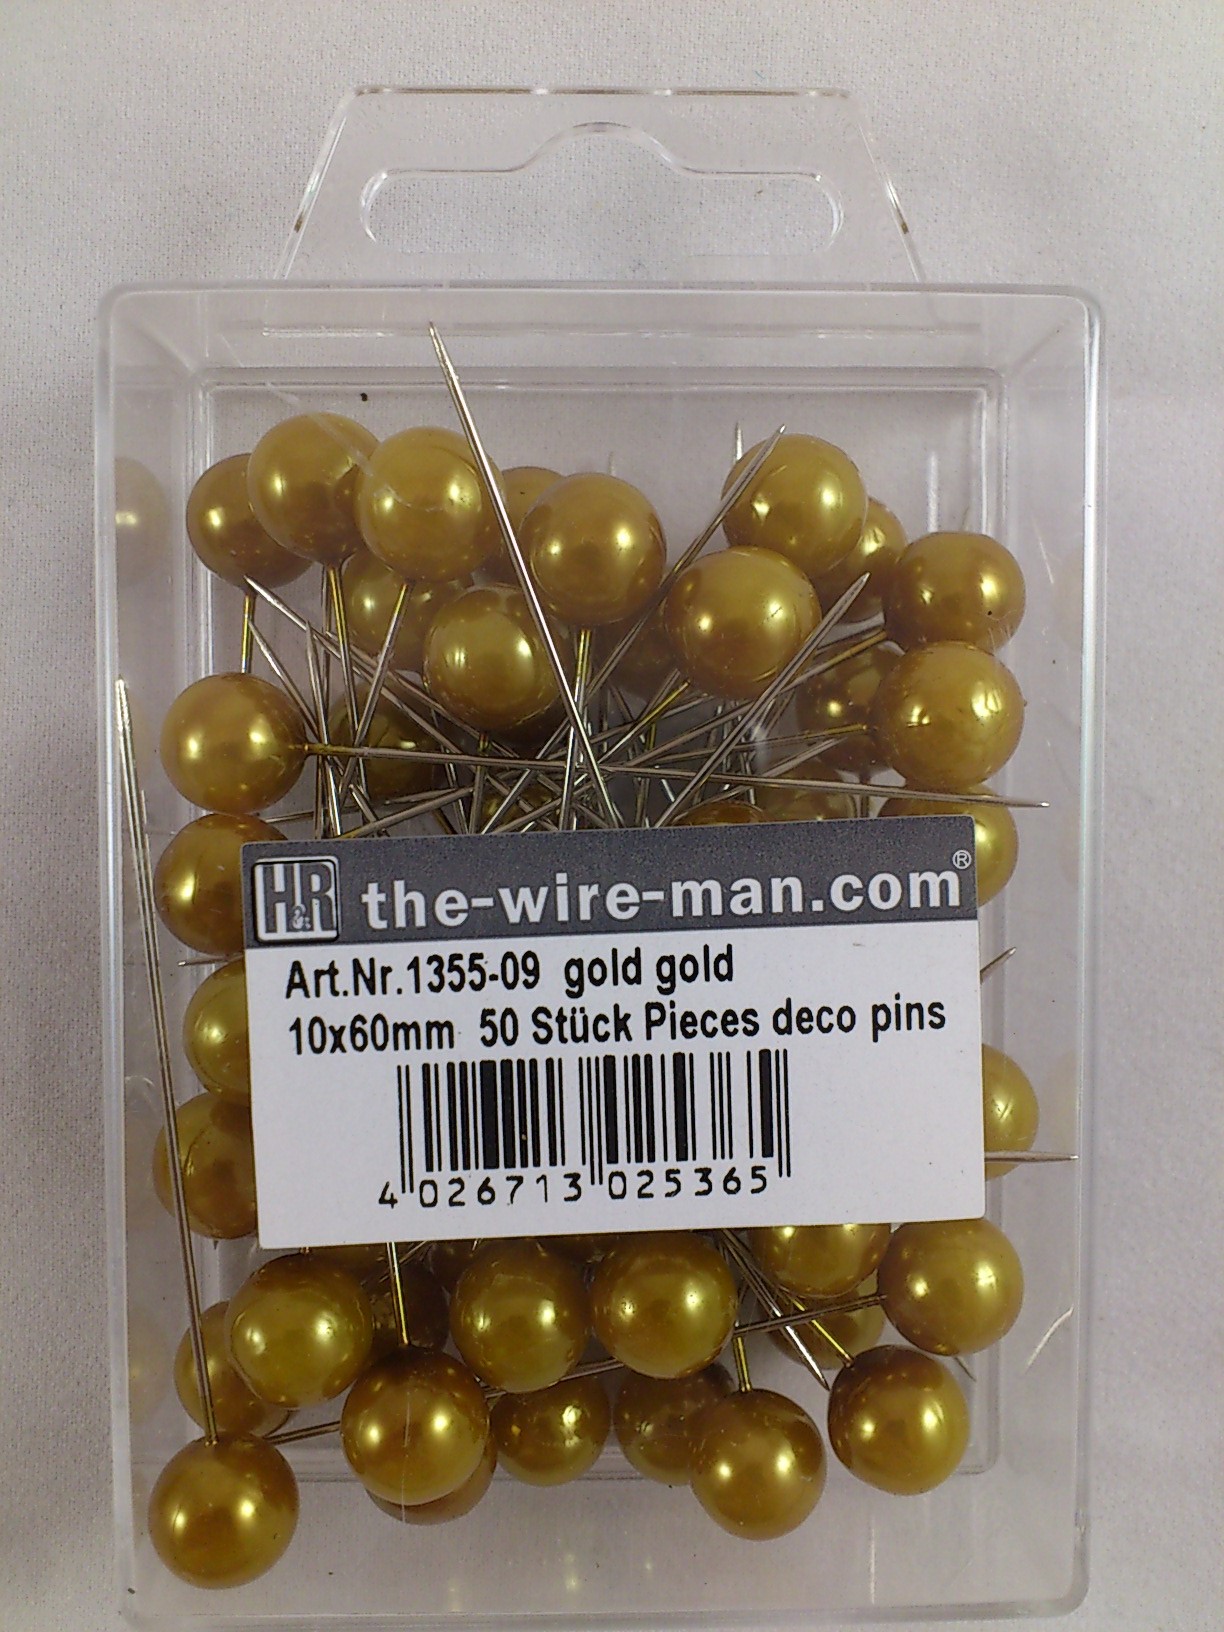 H&R the-wire-man.com®
Art.Nr.1355-09 gold gold
10x60mm 50 Stück Pieces deco pins
4 026713 025365